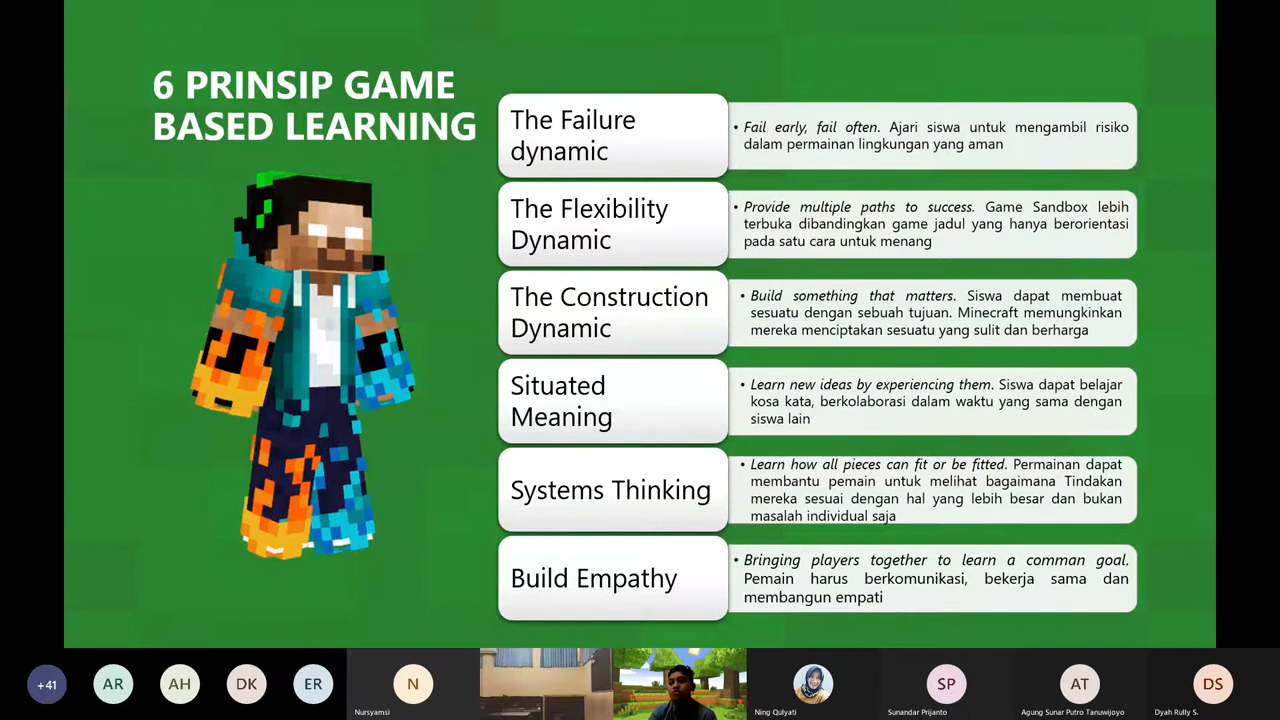 6 PRINSIP GAME
BASED LEARNING
The Failure
dynamic
• Fail early, fail often. Ajari siswa untuk mengambil risiko
dalam permainan lingkungan yang aman
The Flexibility
Dynamic
• Provide multiple paths to success. Game Sandbox lebih
terbuka dibandingkan game jadul yang hanya berorientasi
pada satu cara untuk menang
The Construction
Dynamic
• Build something that matters. Siswa dapat membuat
sesuatu dengan sebuah tujuan. Minecraft memungkinkan
mereka menciptakan sesuatu yang sulit dan berharga
Situated
Meaning
• Learn new ideas by experiencing them. Siswa dapat belajar
kosa kata, berkolaborasi dalam waktu yang sama dengan
siswa lain
Systems Thinking
• Learn how all pieces can fit or be fitted. Permainan dapat
membantu pemain untuk melihat bagaimana Tindakan
mereka sesuai dengan hal yang lebih besar dan bukan
masalah individual saja
Build Empathy
• Bringing players together to learn a comman goal.
Pemain harus berkomunikasi, bekerja sama dan
membangun empati
+41
AR
AH
DK
ER
N
Nursyamsi
Ning Qulyati
SP
Sunandar Prijanto
AT
Agung Sunar Putro Tanuwijoyo
DS
Dyah Rully S.